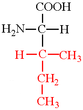 COOH
H₂N C H
H C CH₃
CH₂
CH₃